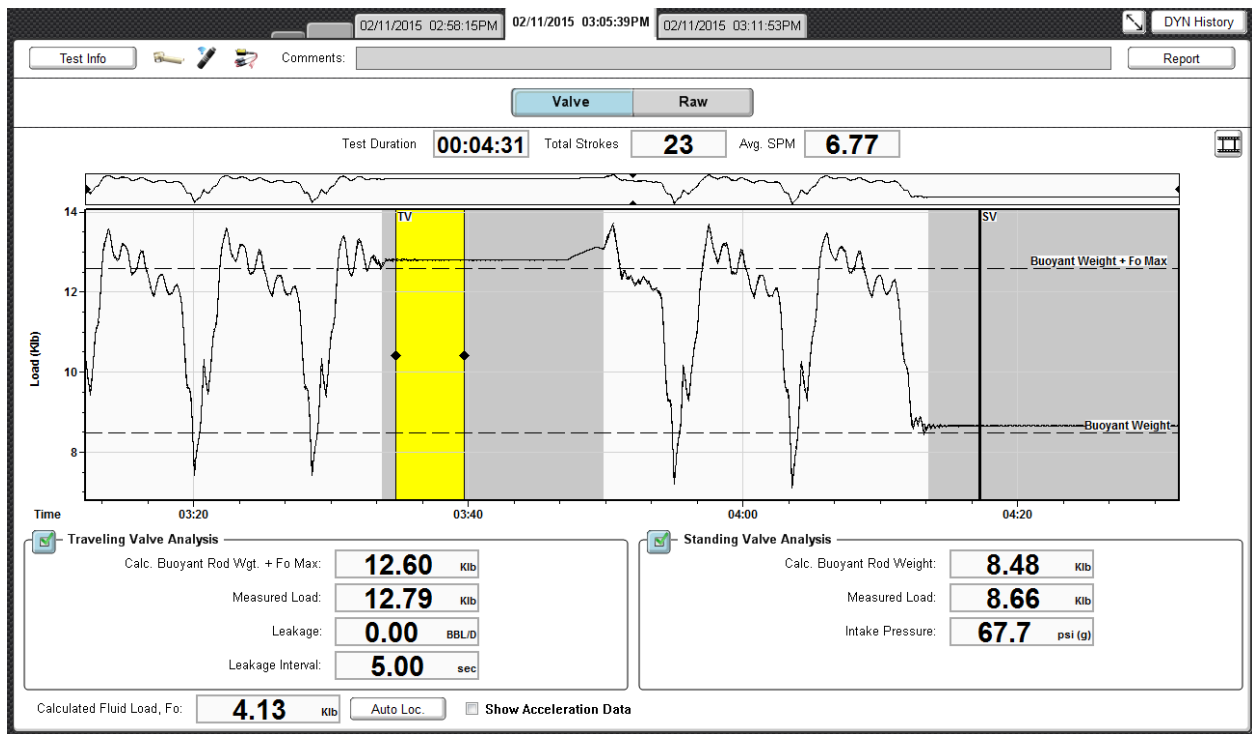 02/11/2015 02:58:15PM 02/11/2015 03:05:39PM 02/11/2015 03:11:53PM DYN History
Test Info Comments: Report
Valve Raw
Test Duration 00:04:31 Total Strokes 23 Avg. SPM 6.77
14 TV SV
Buoyant Weight + Fo Max
12
Load (Klb)
10
Buoyant Weight
8
Time 03:20 03:40 04:00 04:20
Traveling Valve Analysis Standing Valve Analysis
Calc. Buoyant Rod Wgt. + Fo Max: 12.60 Klb Calc. Buoyant Rod Weight: 8.48 Klb
Measured Load: 12.79 Klb Measured Load: 8.66 Klb
Leakage: 0.00 BBL/D Intake Pressure: 67.7 psi (g)
Leakage Interval: 5.00 sec
Calculated Fluid Load, Fo: 4.13 Klb Auto Loc. Show Acceleration Data